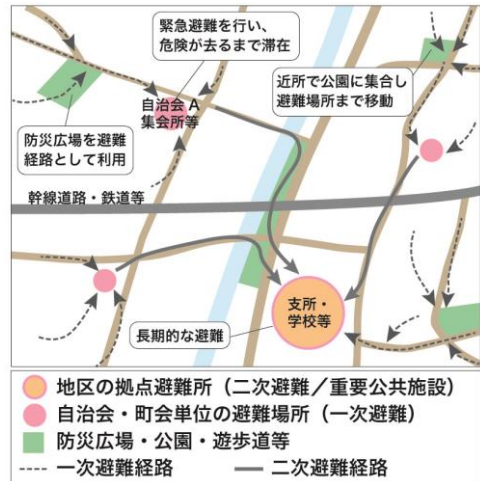 緊急避難を行い、
危険が去るまで滞在
近所で公園に集合し
避難場所まで移動
自治会 A
集会所等
防災広場を避難
経路として利用
幹線道路・鉄道等
支所・
学校等
長期的な避難
地区の拠点避難所（二次避難／重要公共施設）
自治会・町会単位の避難場所（一次避難）
防災広場・公園・遊歩道等
一次避難経路
二次避難経路